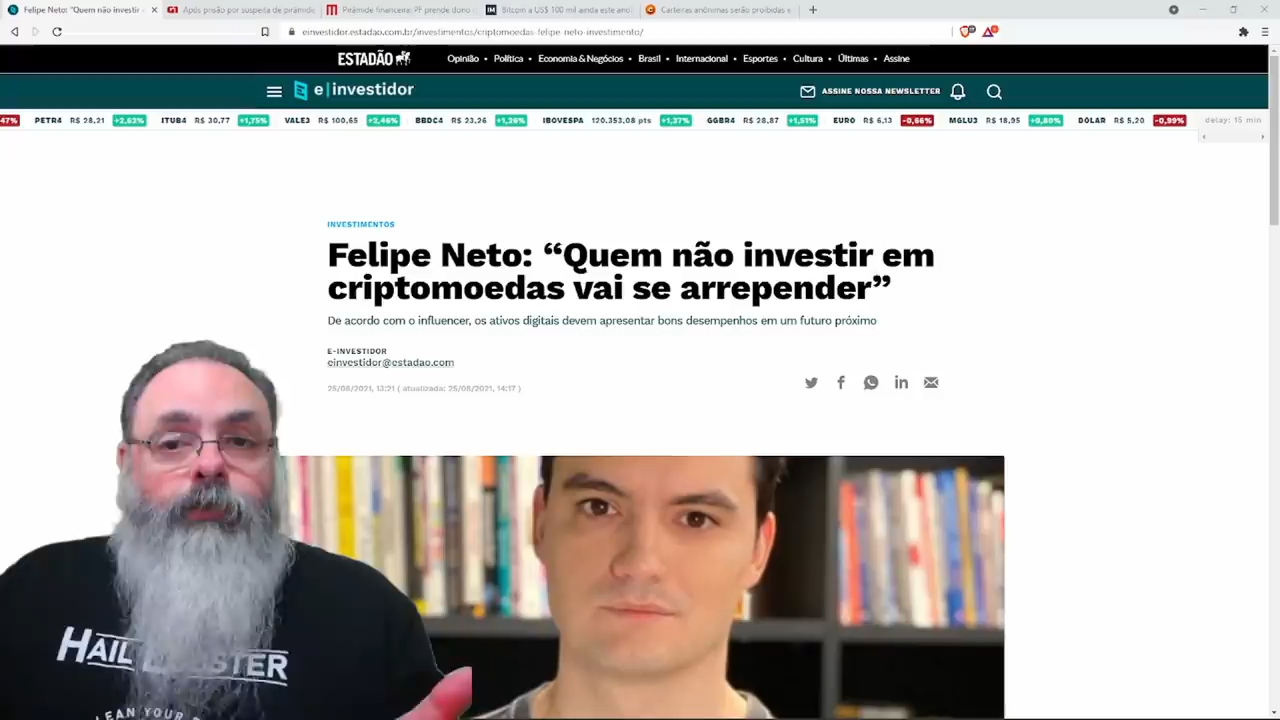 Felipe Neto: "Quem não investir
Após prisão por suspeita de pirâmide
Pirâmide financeira: PF prende dono
Bitcoin a US$ 100 mil ainda este ano
Carteiras anônimas serão proibidas e
einvestidor.estadao.com.br/investimentos/criptomoedas-felipe-neto-investimento/
ESTADÃO
Opinião • Política • Economia & Negócios • Brasil • Internacional • Esportes • Cultura • Últimas • Assine
e|investidor
ASSINE NOSSA NEWSLETTER
47% PETR4 R$ 28,21 +2,63% ITUB4 R$ 30,77 +1,75% VALE3 R$ 100,65 +2,46% BBDC4 R$ 23,26 +1,26% IBOVESPA 120.353,08 pts +1,37% GGBR4 R$ 28,87 +1,51% EURO R$ 6,13 -0,66% MGLU3 R$ 18,95 +0,80% DOLAR R$ 5,20 -0,99% delay: 15 min
INVESTIMENTOS
Felipe Neto: “Quem não investir em
criptomoedas vai se arrepender”
De acordo com o influencer, os ativos digitais devem apresentar bons desempenhos em um futuro próximo
E-INVESTIDOR
einvestidor@estadao.com
25/08/2021, 13:21 ( atualizada: 25/08/2021, 14:17 )
HAIL
STER
LEAN YOUR